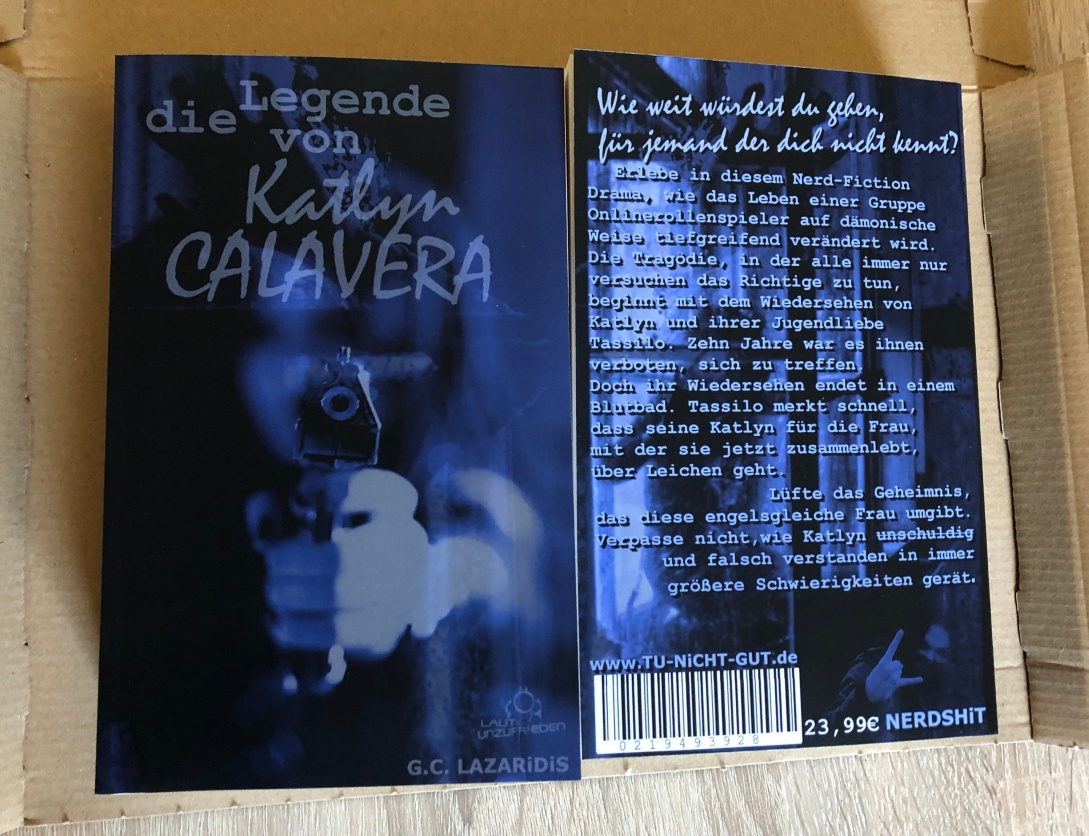 die Legende
von
Katlyn
CALAVERA
LAUT
UNZUFRIEDEN
G.C. LAZARiDiS
Wie weit würdest du gehen,
für jemand der dich nicht kennt?
Erlebe in diesem Nerd-Fiction
Drama, wie das Leben einer Gruppe
Onlinerollenspieler auf dämonische
Weise tiefgreifend verändert wird.
Die Tragödie, in der alle immer nur
versuchen das Richtige zu tun,
beginnt mit dem Wiedersehen von
Katlyn und ihrer Jugendliebe
Tassilo. Zehn Jahre war es ihnen
verboten, sich zu treffen.
Doch ihr Wiedersehen endet in einem
Blutbad. Tassilo merkt schnell,
dass seine Katlyn für die Frau,
mit der sie jetzt zusammenlebt,
über Leichen geht.
Lüfte das Geheimnis,
das diese engelsgleiche Frau umgibt.
Verpasse nicht,wie Katlyn unschuldig
und falsch verstanden in immer
größere Schwierigkeiten gerät.
www.TU-NiCHT-GUT.de
0219493928
23,99€ NERDSHiT